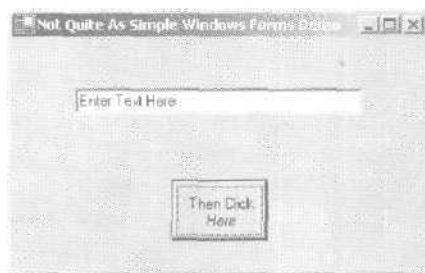 Not Quite As Simple Windows Forms Demo
Enter Text Here
Then Click
Here